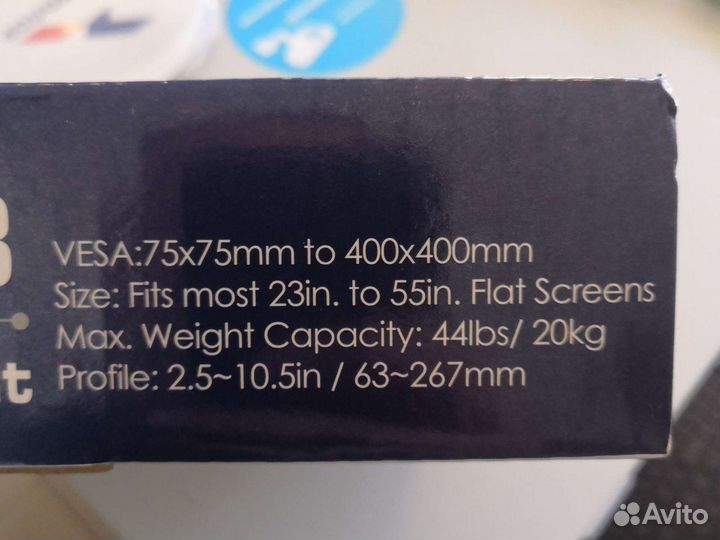 VESA:75x75mm to 400x400mm
Size: Fits most 23in. to 55in. Flat Screens
Max. Weight Capacity: 44lbs/ 20kg
Profile: 2.5~10.5in / 63~267mm
Avito